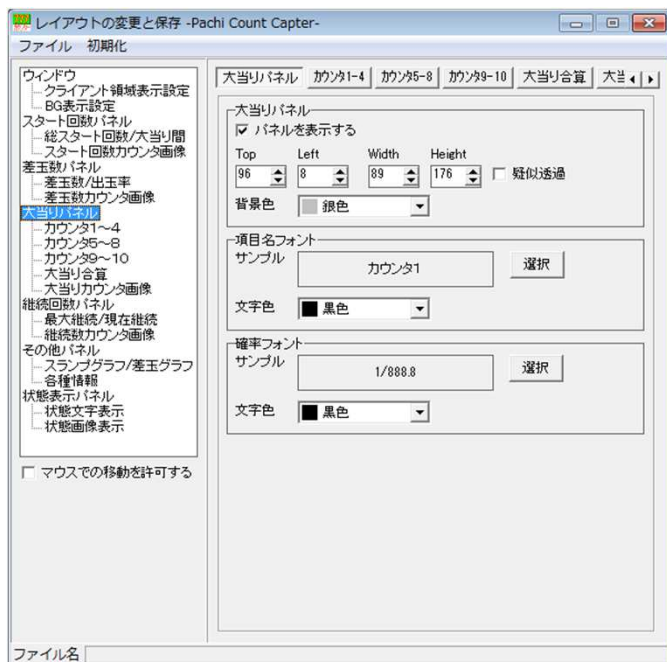 レイアウトの変更と保存 -Pachi Count Capter-
ファイル 初期化
ウィンドウ
クライアント領域表示設定
BG表示設定
スタート回数パネル
総スタート回数/大当り間
スタート回数カウンタ画像
差玉数パネル
差玉数/出玉率
差玉数カウンタ画像
大当りパネル
カウンタ1～4
カウンタ5～8
カウンタ9～10
大当り合算
大当りカウンタ画像
継続回数パネル
最大継続/現在継続
継続数カウンタ画像
その他パネル
スランプグラフ/差玉グラフ
各種情報
状態表示パネル
状態文字表示
状態画像表示
マウスでの移動を許可する
大当りパネル カウンタ1-4 カウンタ5-8 カウンタ9-10 大当り合算
大当りパネル
パネルを表示する
Top Left Width Height
96 8 89 176 疑似透過
背景色 銀色
項目名フォント
サンプル カウンタ1 選択
文字色 黒色
確率フォント
サンプル 1/888.8 選択
文字色 黒色
ファイル名